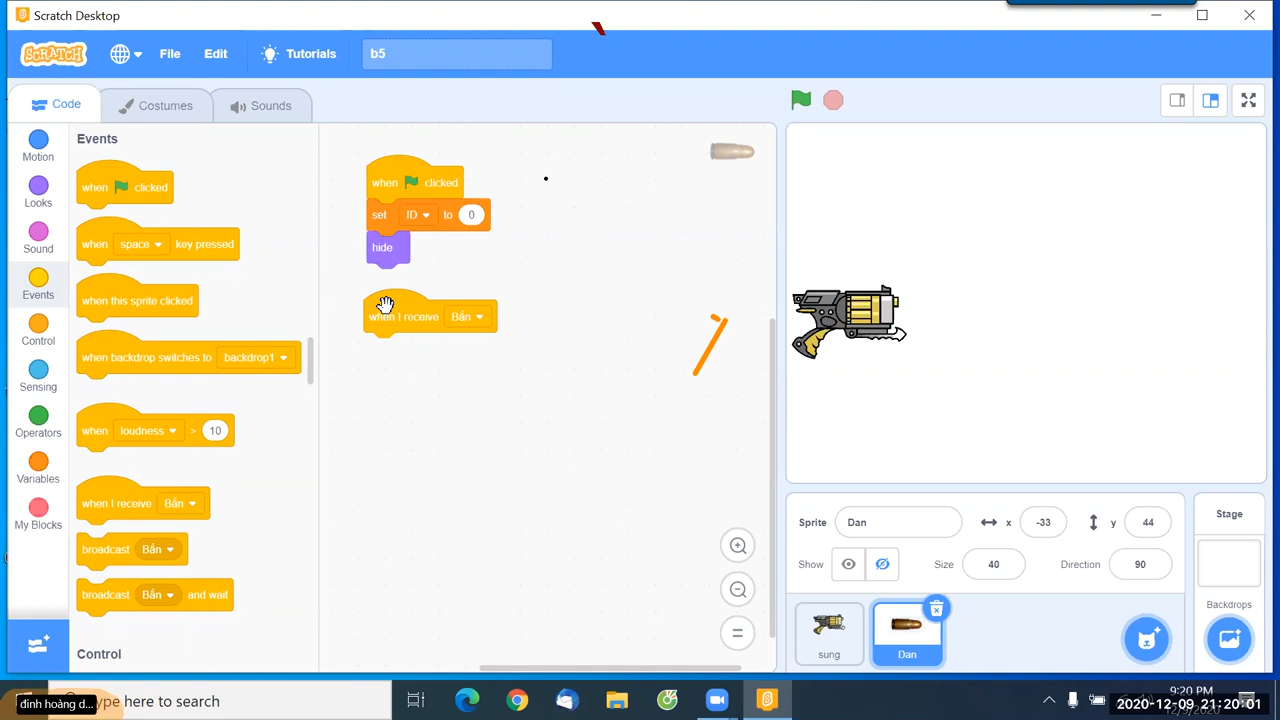 Scratch Desktop
SCRATCH File Edit Tutorials b5
Code Costumes Sounds
Motion
Looks
Sound
Events
Control
Sensing
Operators
Variables
My Blocks
Events
when clicked
when space key pressed
when this sprite clicked
when backdrop switches to backdrop1
when loudness > 10
when I receive Bắn
broadcast Bắn
broadcast Bắn and wait
Control
when clicked
set ID to 0
hide
when I receive Bắn
Sprite Dan x -33 y 44
Show Size 40 Direction 90
sung
Dan
Stage
Backdrops
đinh hoàng d...
ype here to search
9:20 PM
2020-12-09 21:20:01